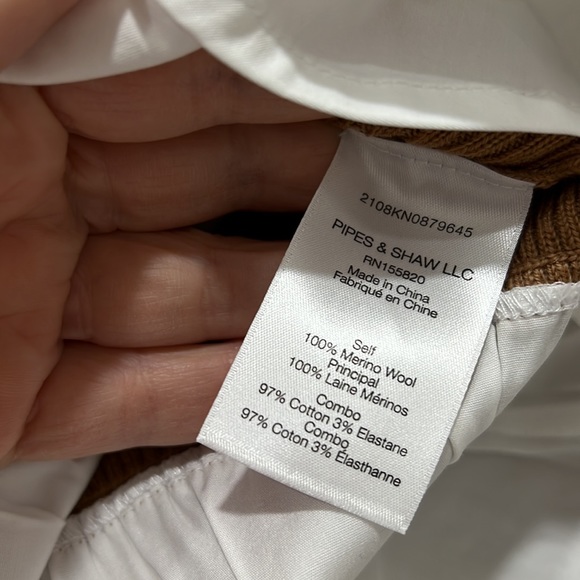 2108KN0879645
PIPES & SHAW LLC
RN155820
Made in China
Fabriqué en Chine
Self
100% Merino Wool
Principal
100% Laine Mérinos
Combo
97% Cotton 3% Elastane
Combo
97% Coton 3% Élasthanne